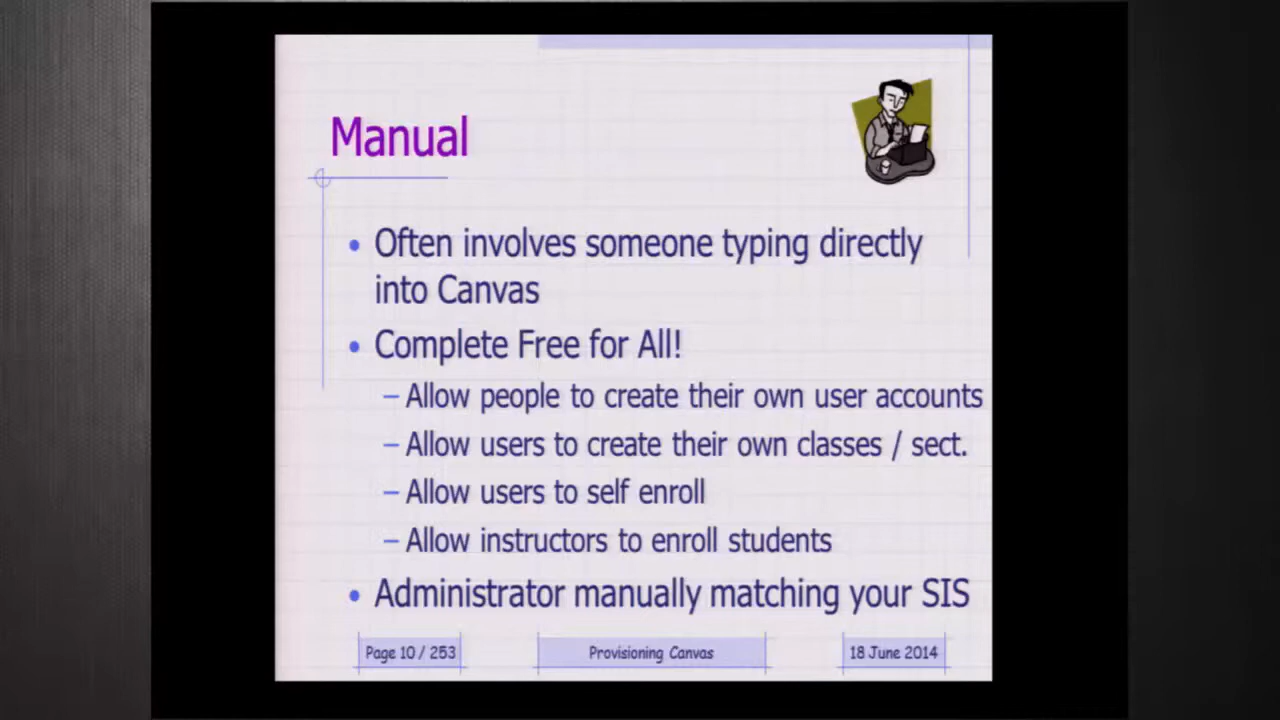 Manual
• Often involves someone typing directly
into Canvas
• Complete Free for All!
– Allow people to create their own user accounts
– Allow users to create their own classes / sect.
– Allow users to self enroll
– Allow instructors to enroll students
• Administrator manually matching your SIS
Page 10 / 253
Provisioning Canvas
18 June 2014